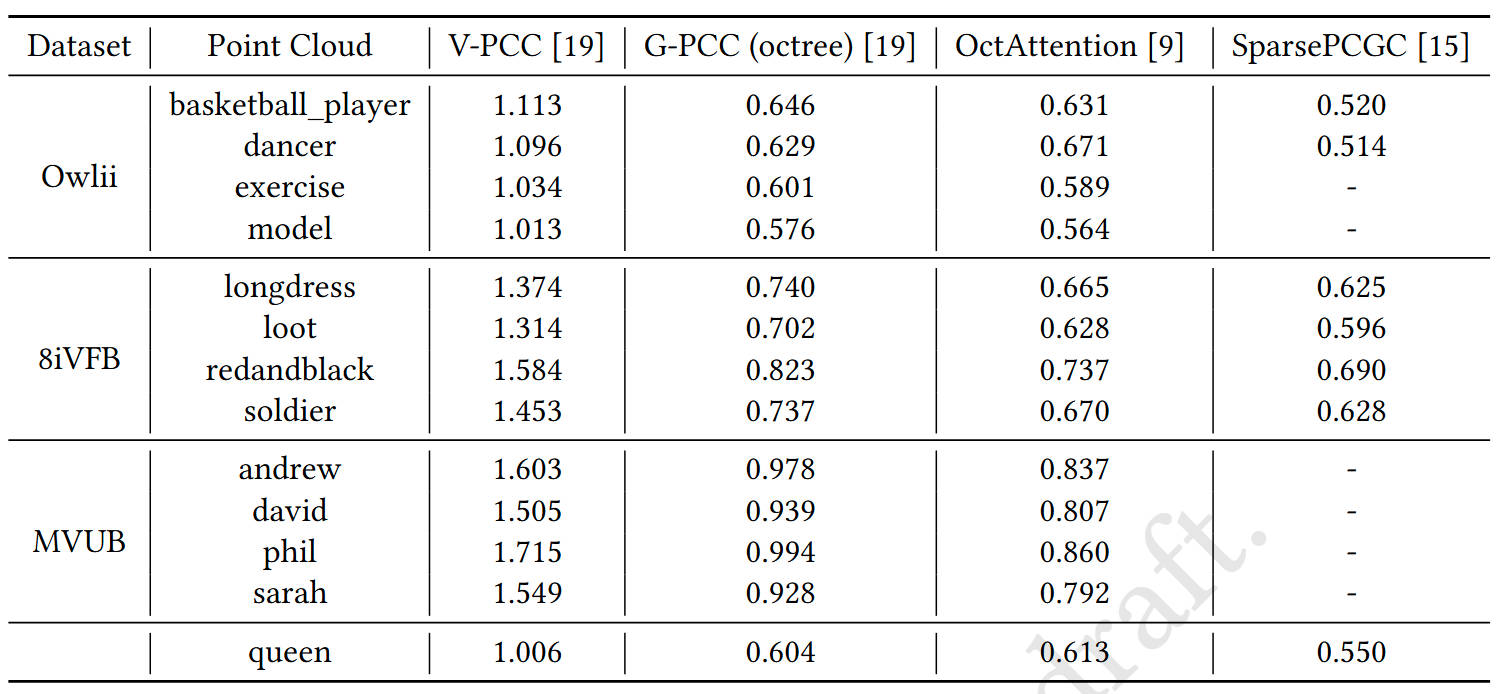 Dataset Point Cloud V-PCC [19] G-PCC (octree) [19] OctAttention [9] SparsePCGC [15]
basketball_player 1.113 0.646 0.631 0.520
dancer 1.096 0.629 0.671 0.514
Owlii
exercise 1.034 0.601 0.589 -
model 1.013 0.576 0.564 -
longdress 1.374 0.740 0.665 0.625
loot 1.314 0.702 0.628 0.596
8iVFB
redandblack 1.584 0.823 0.737 0.690
soldier 1.453 0.737 0.670 0.628
andrew 1.603 0.978 0.837 -
david 1.505 0.939 0.807 -
MVUB
phil 1.715 0.994 0.860 -
sarah 1.549 0.928 0.792 -
queen 1.006 0.604 0.613 0.550
draft.